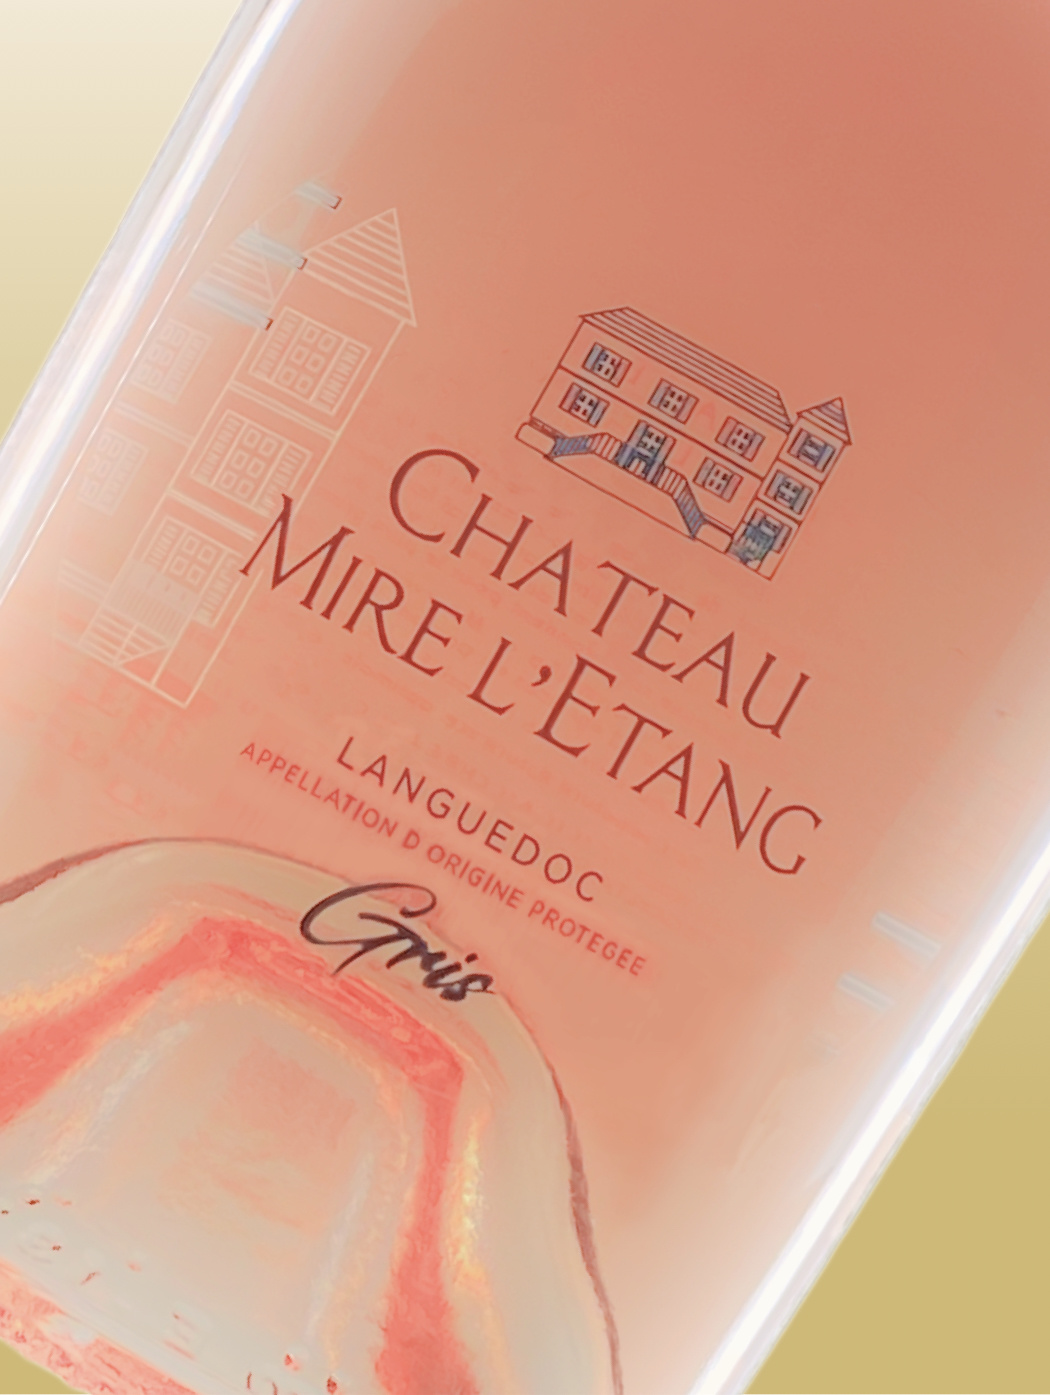 CHATEAU
MIRE L'ETANG
LANGUEDOC
APPELLATION D ORIGINE PROTEGEE
Gris